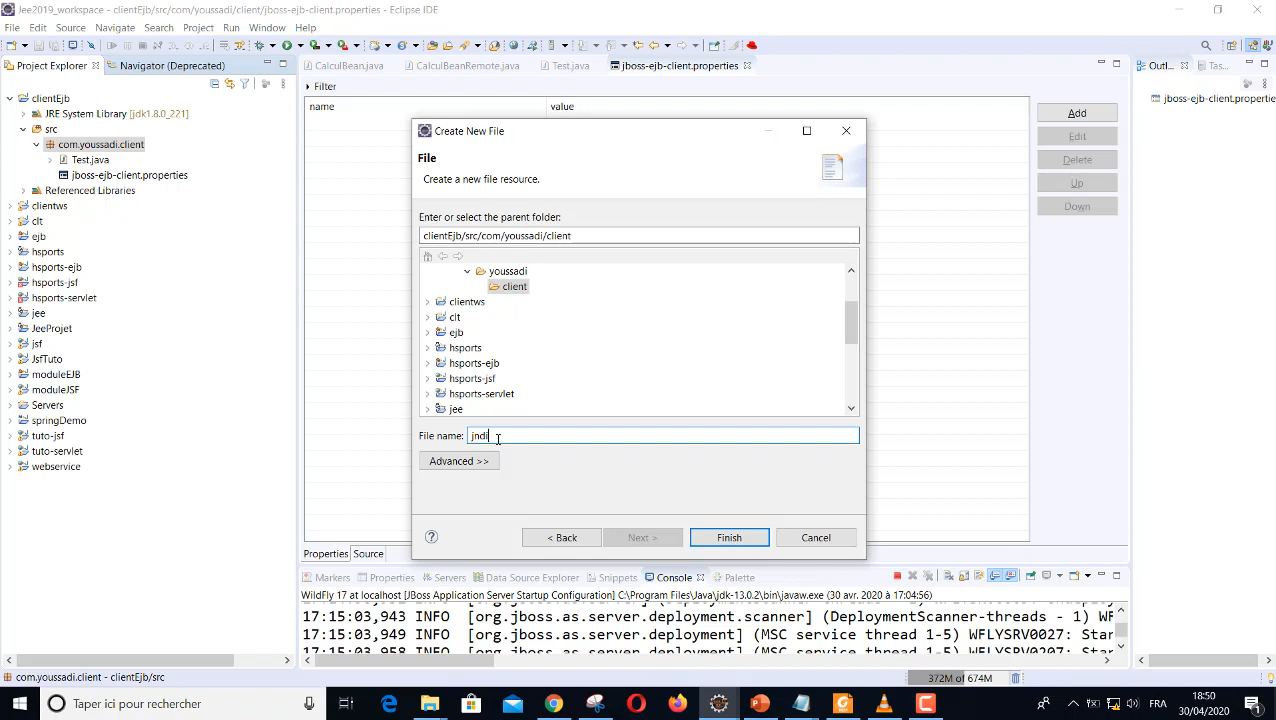 Jee2019_workspace - clientEjb/src/com/youssadi/client/jboss-ejb-client.properties - Eclipse IDE
File Edit Source Navigate Search Project Run Window Help
Project Explorer
Navigator (Deprecated)
CalculBean.java
CalculBeanRemote.java
Test.java
jboss-ejb-client.properties
Outl...
Tas...
clientEjb
JRE System Library [jdk1.8.0_221]
src
com.youssadi.client
Test.java
jboss-ejb-client.properties
Referenced Libraries
clientws
clt
ejb
hsports
hsports-ejb
hsports-jsf
hsports-servlet
jee
JeeProjet
jsf
JsfTuto
moduleEJB
moduleJSF
Servers
springDemo
tuto-jsf
tuto-servlet
webservice
Filter
name value
Add
Edit
Delete
Up
Down
jboss-ejb-client.propertie
Create New File
File
Create a new file resource.
Enter or select the parent folder:
clientEjb/src/com/youssadi/client
youssadi
client
clientws
clt
ejb
hsports
hsports-ejb
hsports-jsf
hsports-servlet
jee
File name: jndi
Advanced >>
? < Back Next > Finish Cancel
Properties Source
Markers Properties Servers Data Source Explorer Snippets Console Palette
WildFly 17 [JBoss Application Server Startup Configuration] C:\Program Files\Java\jdk-13.0.2\bin\javaw.exe (30 avr. 2020 à 17:04:56)
17:15:03,943 INFO [org.jboss.as.server.deployment.scanner] (DeploymentScanner-threads - 1) WF
17:15:03,949 INFO [org.jboss.as.server.deployment] (MSC service thread 1-5) WFLYSRV0027: Star
com.youssadi.client - clientEjb/src
372M of 674M
Taper ici pour rechercher
FRA
18:50
30/04/2020